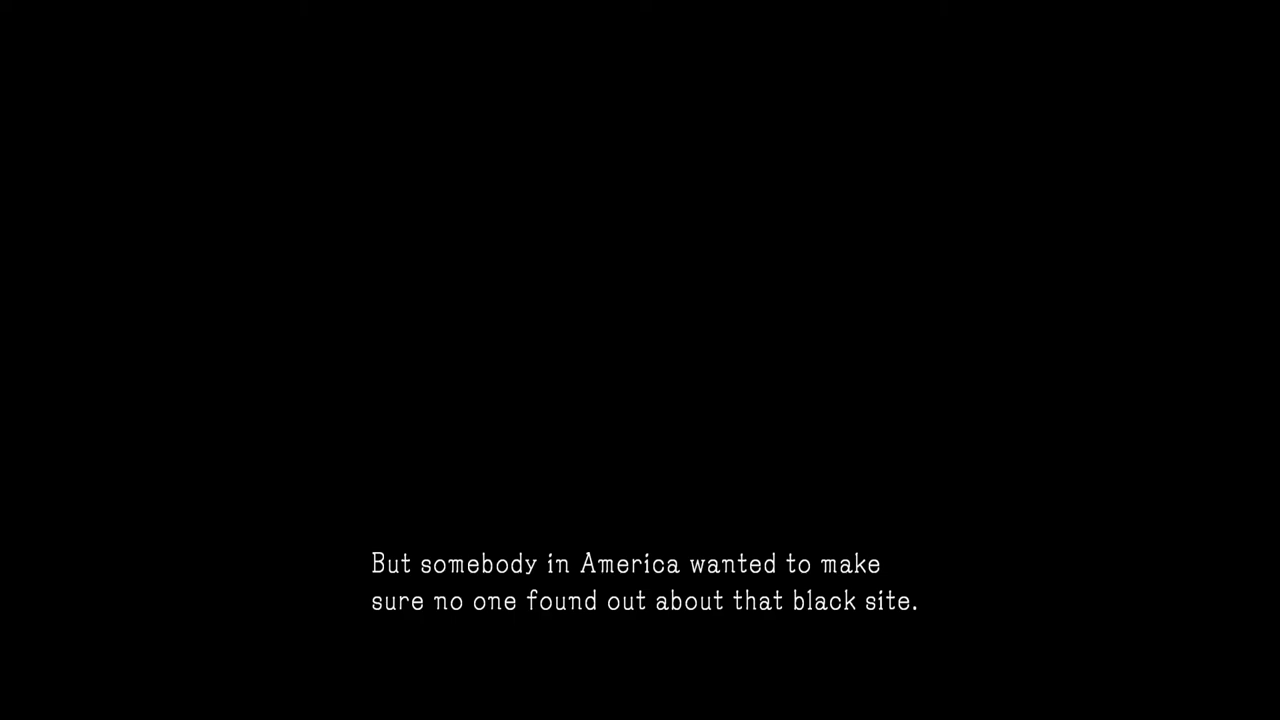 But somebody in America wanted to make
sure no one found out about that black site.